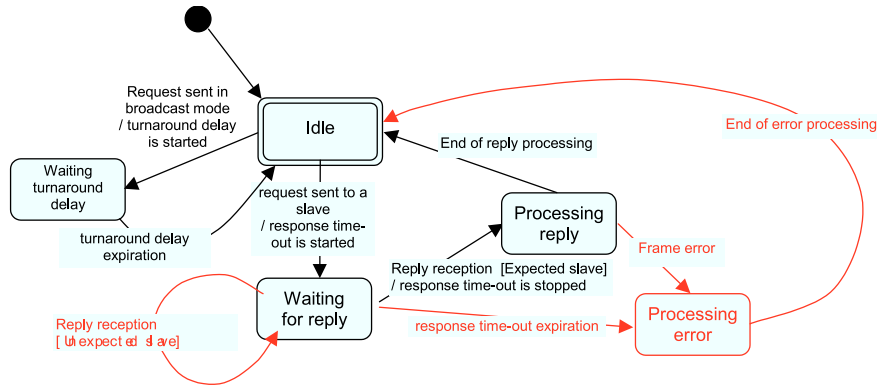 Request sent in
broadcast mode
/ turnaround delay
is started
Idle
End of reply processing
End of error processing
Waiting
turnaround
delay
request sent to a
slave
/ response time-
out is started
Processing
reply
turnaround delay
expiration
Frame error
Reply reception [Expected slave]
/ response time-out is stopped
Waiting
for reply
Reply reception
[ Unexpected slave]
response time-out expiration
Processing
error